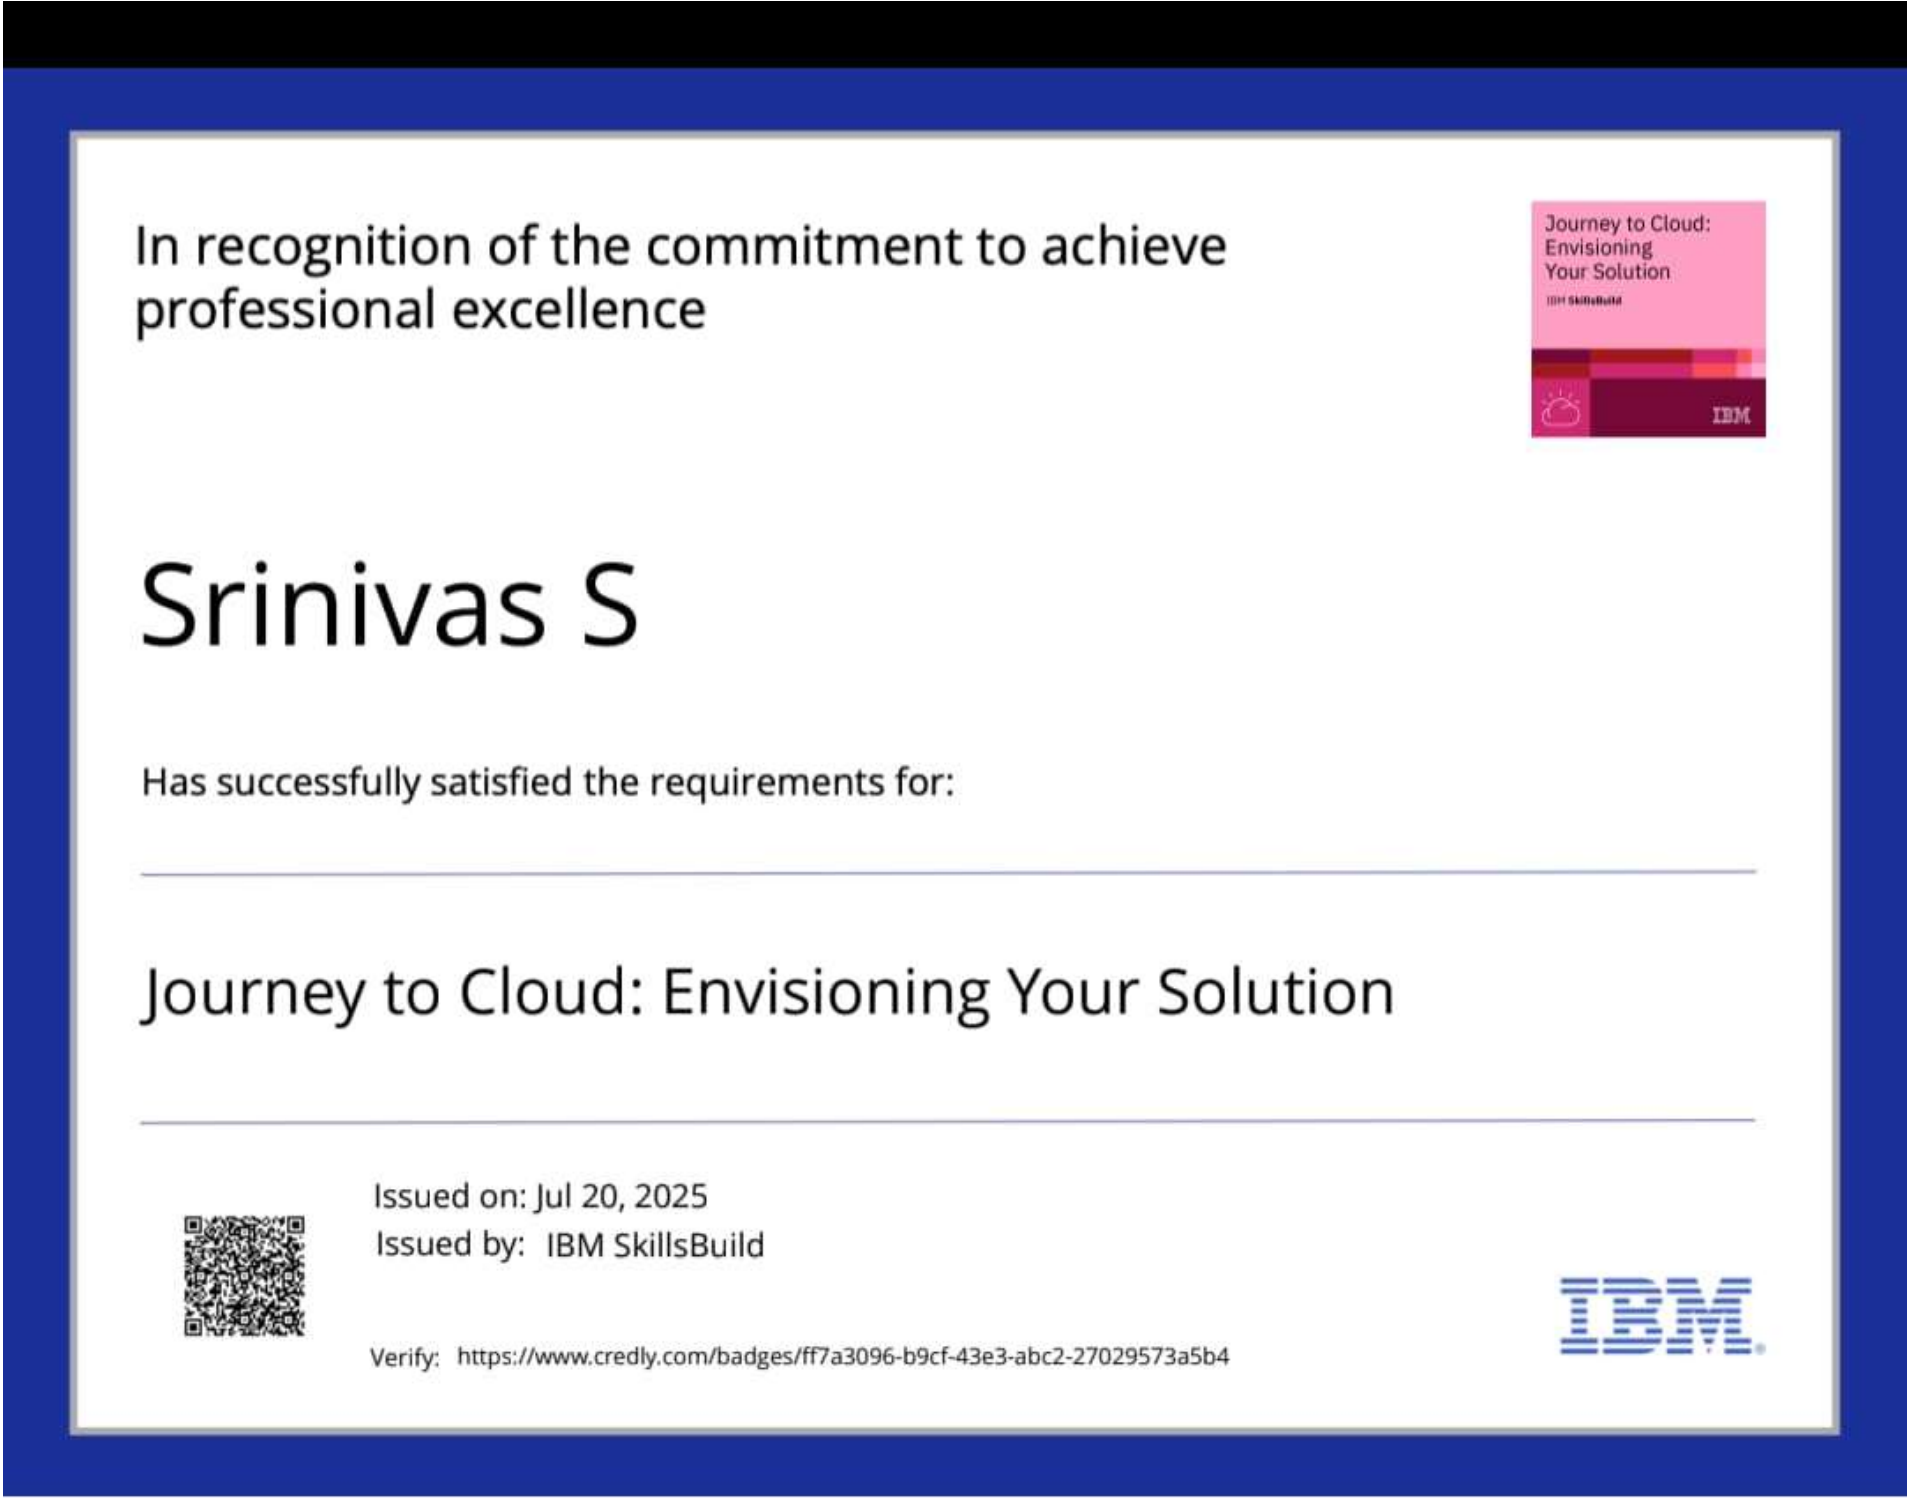 In recognition of the commitment to achieve
professional excellence
Journey to Cloud:
Envisioning
Your Solution
IBM SkillsBuild
IBM
Srinivas S
Has successfully satisfied the requirements for:
Journey to Cloud: Envisioning Your Solution
Issued on: Jul 20, 2025
Issued by: IBM SkillsBuild
Verify: https://www.credly.com/badges/ff7a3096-b9cf-43e3-abc2-27029573a5b4
IBM®